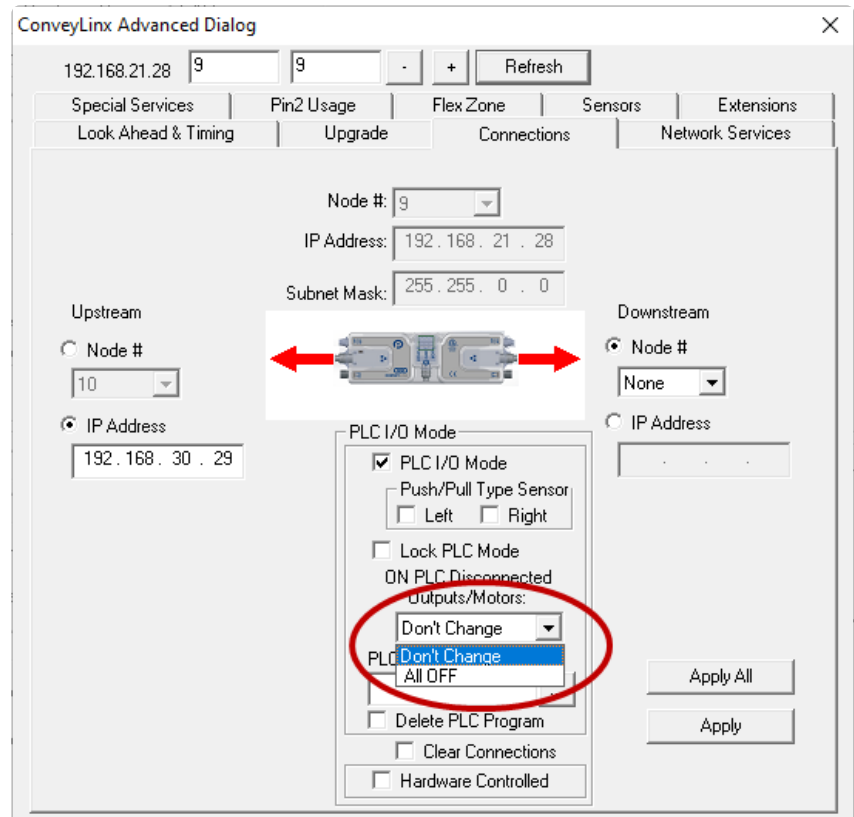 ConveyLinx Advanced Dialog
192.168.21.28 9 9 - + Refresh
Special Services Pin2 Usage Flex Zone Sensors Extensions
Look Ahead & Timing Upgrade Connections Network Services
Node #: 9
IP Address: 192 . 168 . 21 . 28
Subnet Mask: 255 . 255 . 0 . 0
Upstream
Node #
10
IP Address
192 . 168 . 30 . 29
Downstream
Node #
None
IP Address
. . .
PLC I/O Mode
PLC I/O Mode
Push/Pull Type Sensor
Left Right
Lock PLC Mode
ON PLC Disconnected
Outputs/Motors:
Don't Change
Don't Change
All OFF
PLC
Delete PLC Program
Clear Connections
Hardware Controlled
Apply All
Apply